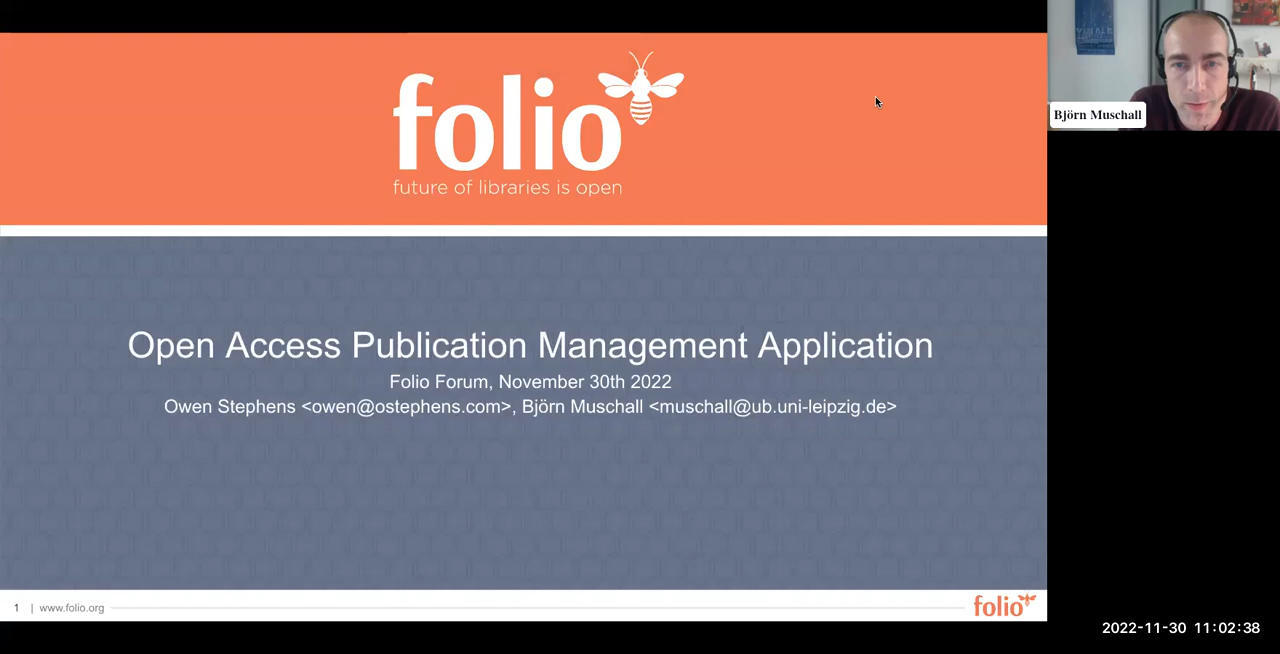 folio
future of libraries is open
Björn Muschall
Open Access Publication Management Application
Folio Forum, November 30th 2022
Owen Stephens <owen@ostephens.com>, Björn Muschall <muschall@ub.uni-leipzig.de>
1 | www.folio.org
folio
2022-11-30 11:02:38